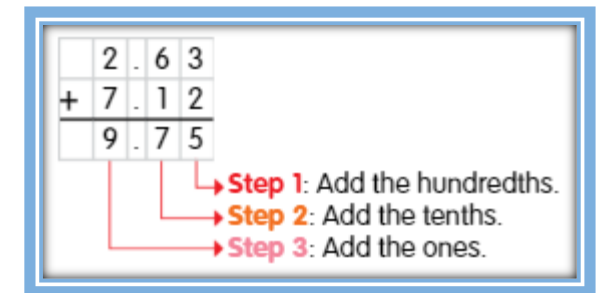 2 . 6 3
+ 7 . 1 2
9 . 7 5
Step 1: Add the hundredths.
Step 2: Add the tenths.
Step 3: Add the ones.